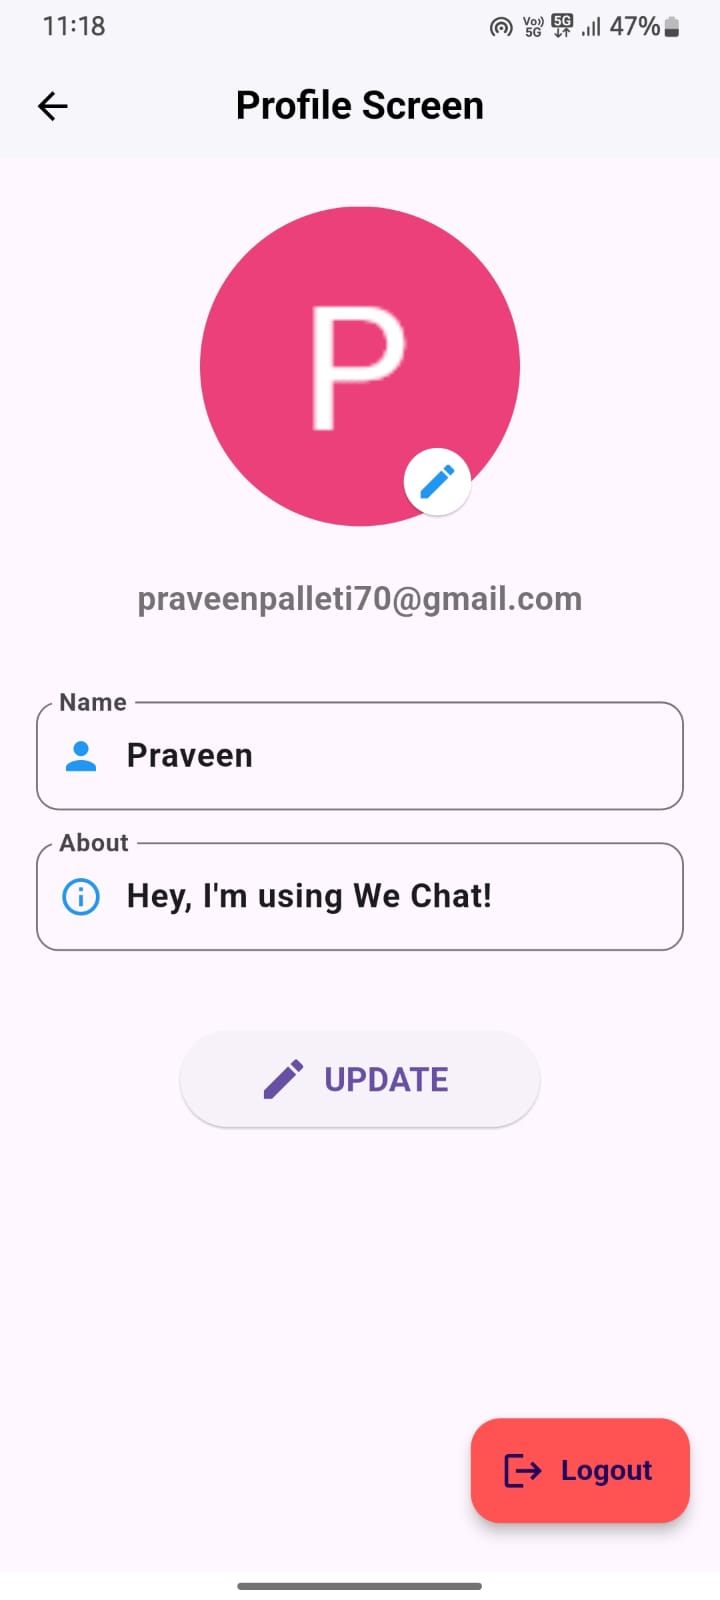 11:18 Vo)) 5G 5G 47%
Profile Screen
P
praveenpalleti70@gmail.com
Name
Praveen
About
Hey, I'm using We Chat!
UPDATE
Logout